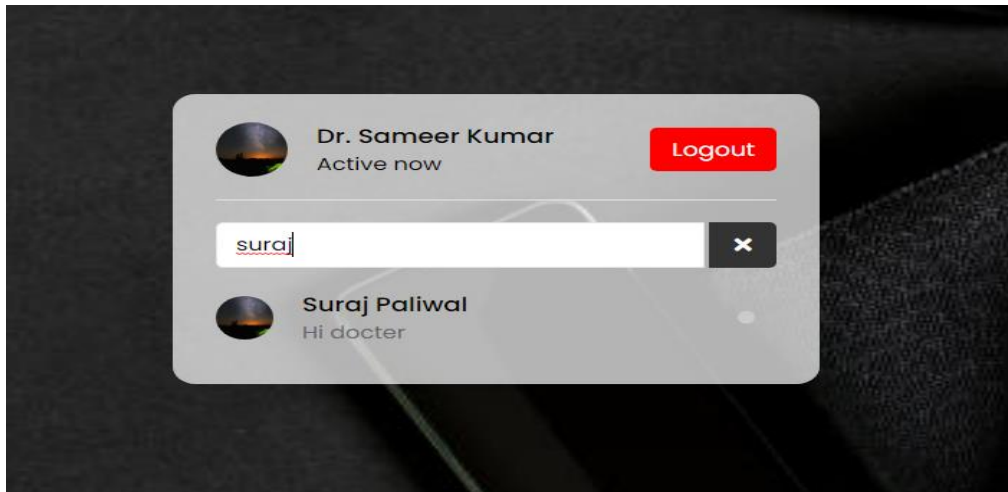 Dr. Sameer Kumar
Active now
Logout
suraj
Suraj Paliwal
Hi docter